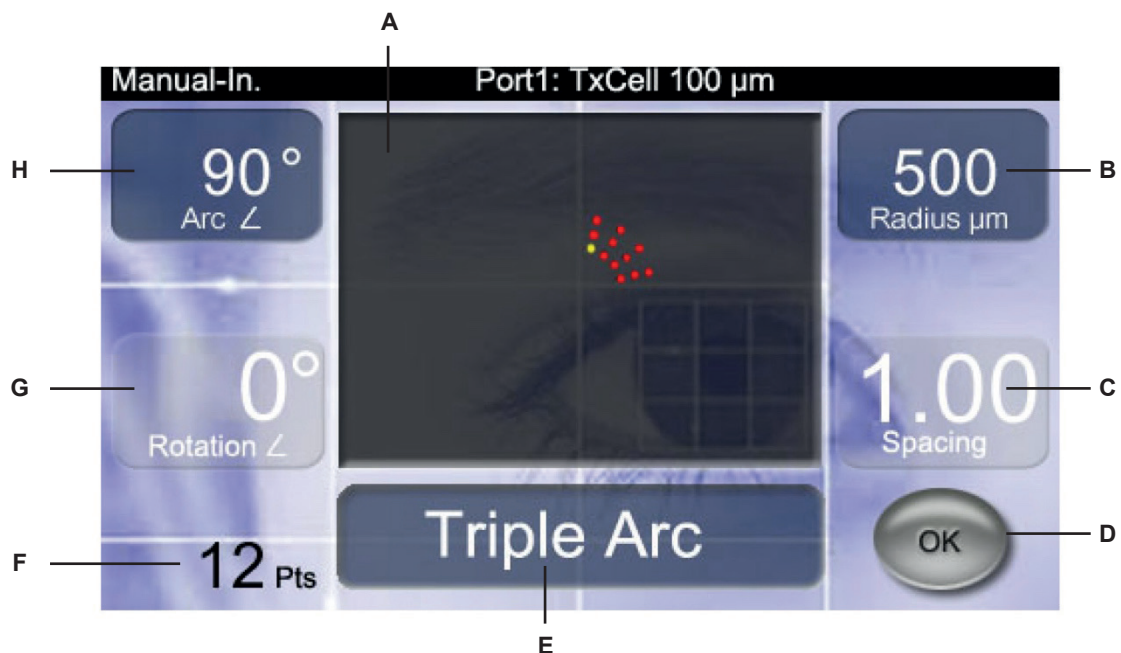 A
Manual-In. Port1: TxCell 100 µm
H 90° 500 B
Arc ∠ Radius µm
G 0° 1.00 C
Rotation ∠ Spacing
F 12 Pts Triple Arc OK D
E